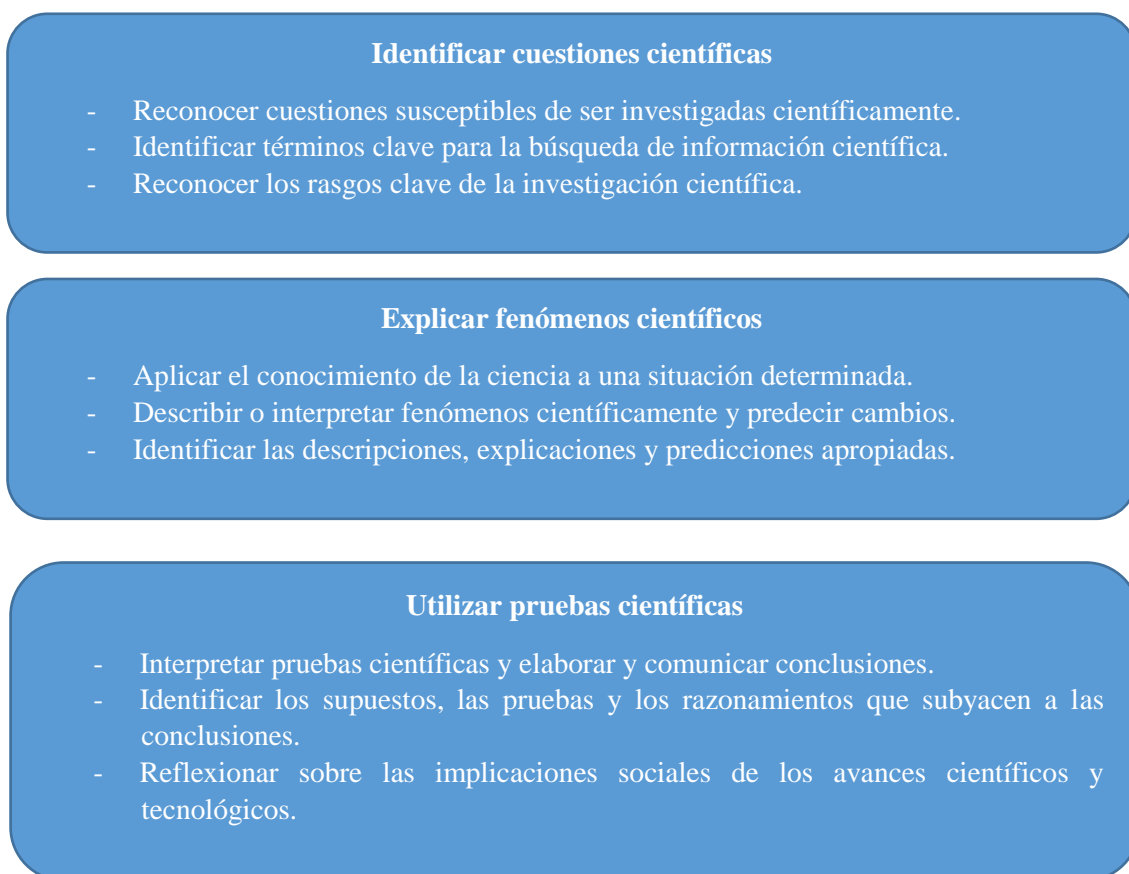 Identificar cuestiones científicas
- Reconocer cuestiones susceptibles de ser investigadas científicamente.
- Identificar términos clave para la búsqueda de información científica.
- Reconocer los rasgos clave de la investigación científica.
Explicar fenómenos científicos
- Aplicar el conocimiento de la ciencia a una situación determinada.
- Describir o interpretar fenómenos científicamente y predecir cambios.
- Identificar las descripciones, explicaciones y predicciones apropiadas.
Utilizar pruebas científicas
- Interpretar pruebas científicas y elaborar y comunicar conclusiones.
- Identificar los supuestos, las pruebas y los razonamientos que subyacen a las
conclusiones.
- Reflexionar sobre las implicaciones sociales de los avances científicos y
tecnológicos.